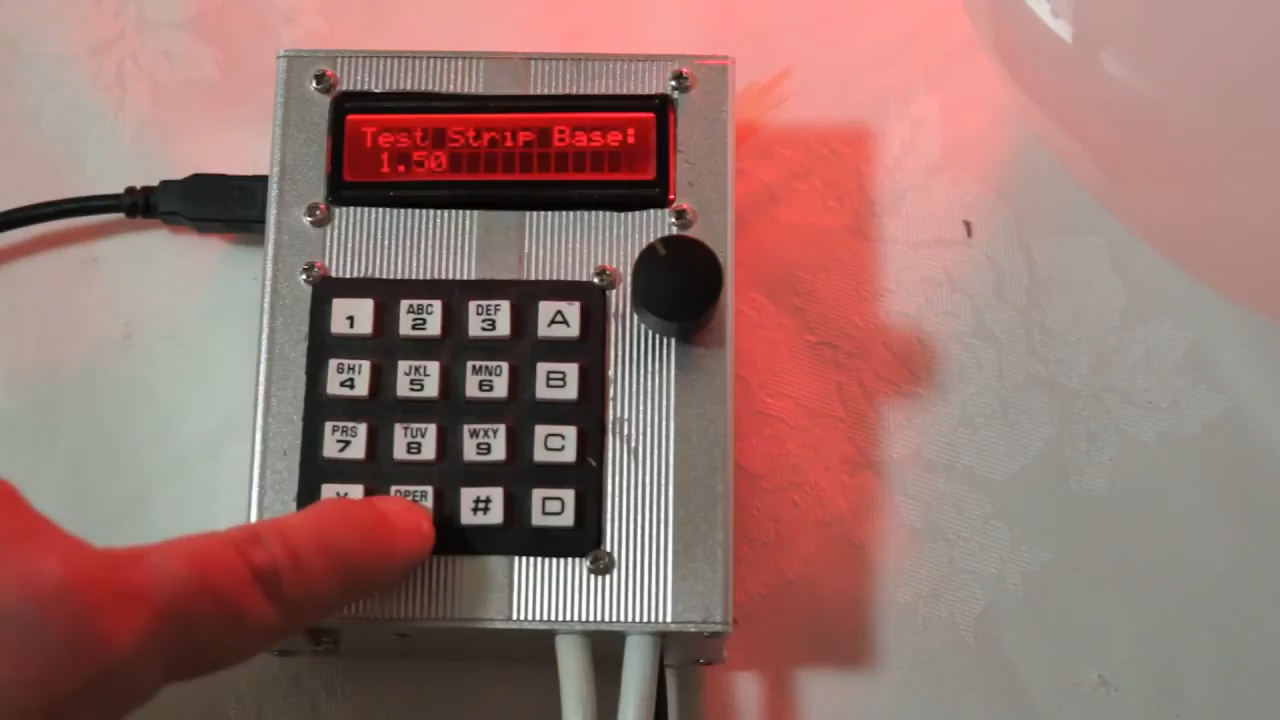 Test Strip Base:
1.50
1 ABC 2 DEF 3 A
GHI 4 JKL 5 MNO 6 B
PRS 7 TUV 8 WXY 9 C
OPER # D